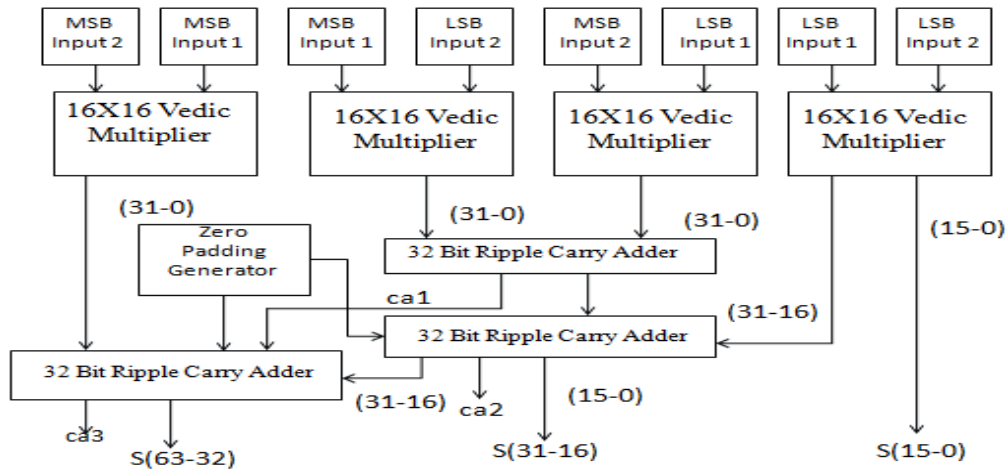 MSB Input 2
MSB Input 1
MSB Input 1
LSB Input 2
MSB Input 2
LSB Input 1
LSB Input 1
LSB Input 2
16X16 Vedic Multiplier
16X16 Vedic Multiplier
16X16 Vedic Multiplier
16X16 Vedic Multiplier
(31-0)
(31-0)
(31-0)
(15-0)
Zero Padding Generator
32 Bit Ripple Carry Adder
ca1
(31-16)
32 Bit Ripple Carry Adder
32 Bit Ripple Carry Adder
(31-16)
ca2
(15-0)
ca3
S(63-32)
S(31-16)
S(15-0)